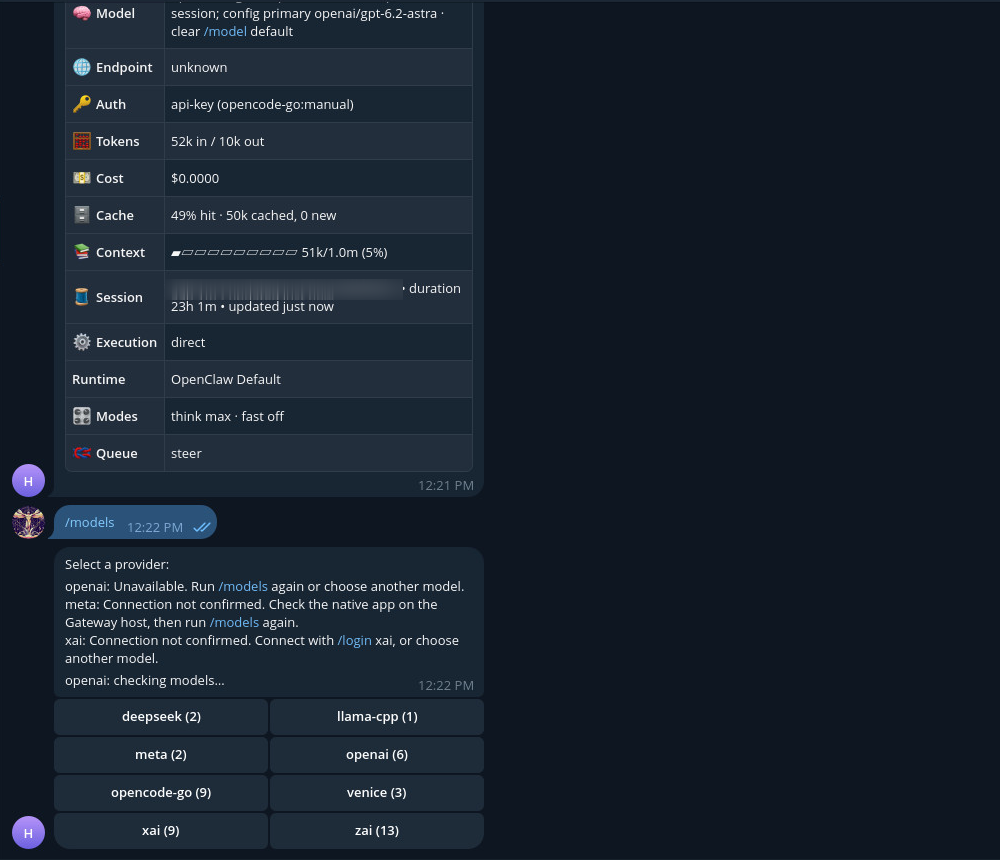 Model
session; config primary openai/gpt-6.2-astra ·
clear /model default
Endpoint unknown
Auth api-key (opencode-go:manual)
Tokens 52k in / 10k out
Cost $0.0000
Cache 49% hit · 50k cached, 0 new
Context ▰▱▱▱▱▱▱▱▱▱ 51k/1.0m (5%)
Session • duration
23h 1m • updated just now
Execution direct
Runtime OpenClaw Default
Modes think max · fast off
Queue steer
H
12:21 PM
/models 12:22 PM
Select a provider:
openai: Unavailable. Run /models again or choose another model.
meta: Connection not confirmed. Check the native app on the
Gateway host, then run /models again.
xai: Connection not confirmed. Connect with /login xai, or choose
another model.
openai: checking models...
12:22 PM
deepseek (2) llama-cpp (1)
meta (2) openai (6)
opencode-go (9) venice (3)
xai (9) zai (13)
H